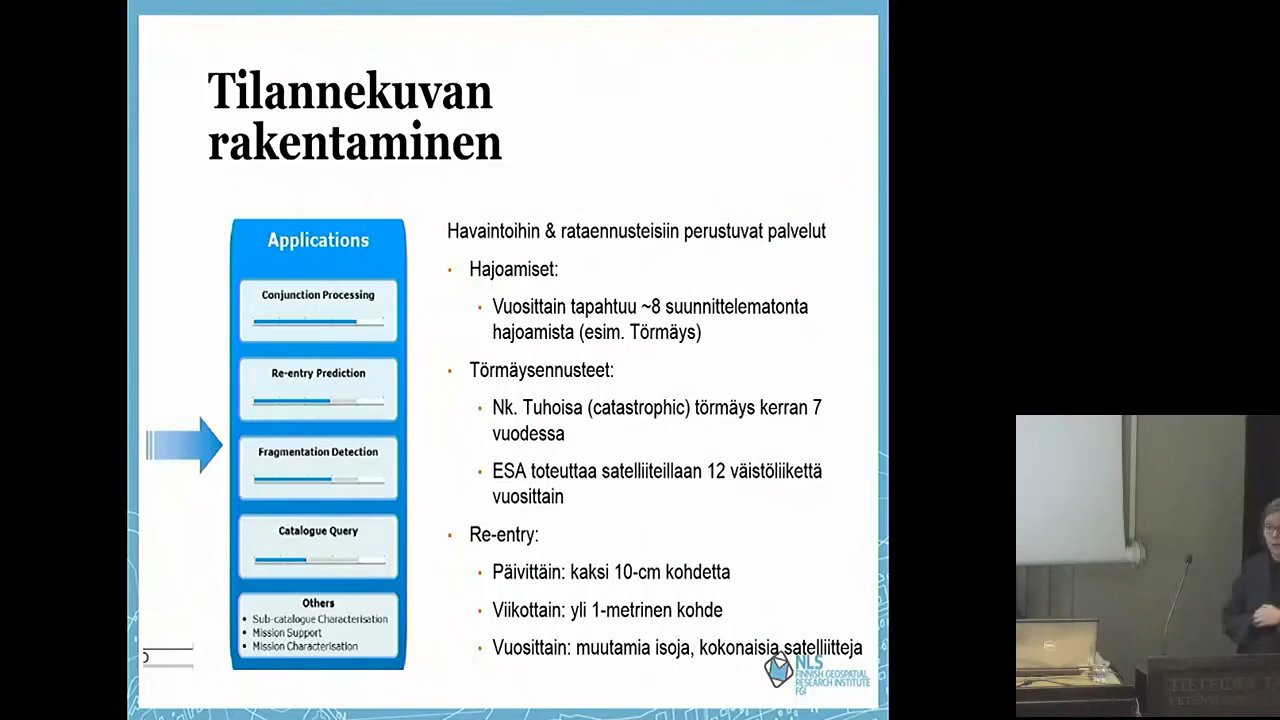 Tilannekuvan
rakentaminen
Applications
Conjunction Processing
Re-entry Prediction
Fragmentation Detection
Catalogue Query
Others
• Sub-catalogue Characterisation
• Mission Support
• Mission Characterisation
Havaintoihin & rataennusteisiin perustuvat palvelut
• Hajoamiset:
• Vuosittain tapahtuu ~8 suunnittelematonta
hajoamista (esim. Törmäys)
• Törmäysennusteet:
• Nk. Tuhoisa (catastrophic) törmäys kerran 7
vuodessa
• ESA toteuttaa satelliiteillaan 12 väistöliikettä
vuosittain
• Re-entry:
• Päivittäin: kaksi 10-cm kohdetta
• Viikottain: yli 1-metrinen kohde
• Vuosittain: muutamia isoja, kokonaisia satelliitteja
NLS
FINNISH GEOSPATIAL
RESEARCH INSTITUTE
FGI